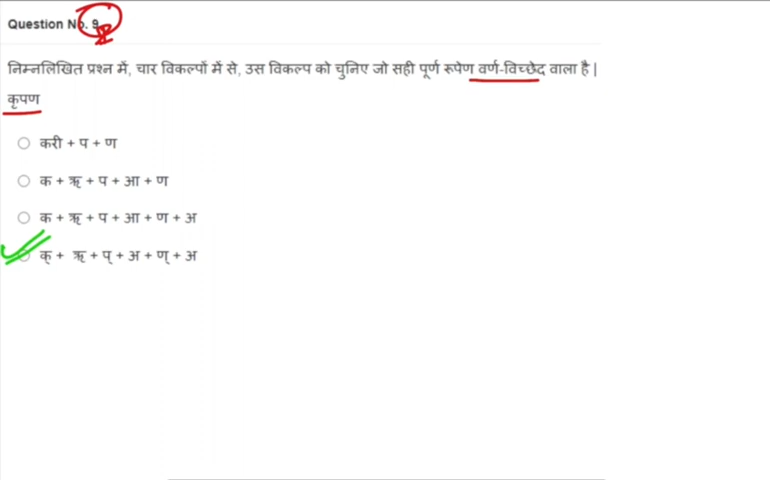 Question No. 9
निम्नलिखित प्रश्न में, चार विकल्पों में से, उस विकल्प को चुनिए जो सही पूर्ण रूपेण वर्ण-विच्छेद वाला है |
कृपण
करी + प + ण
क + ऋ + प + आ + ण
क + ऋ + प + आ + ण + अ
क् + ऋ + प् + अ + ण् + अ